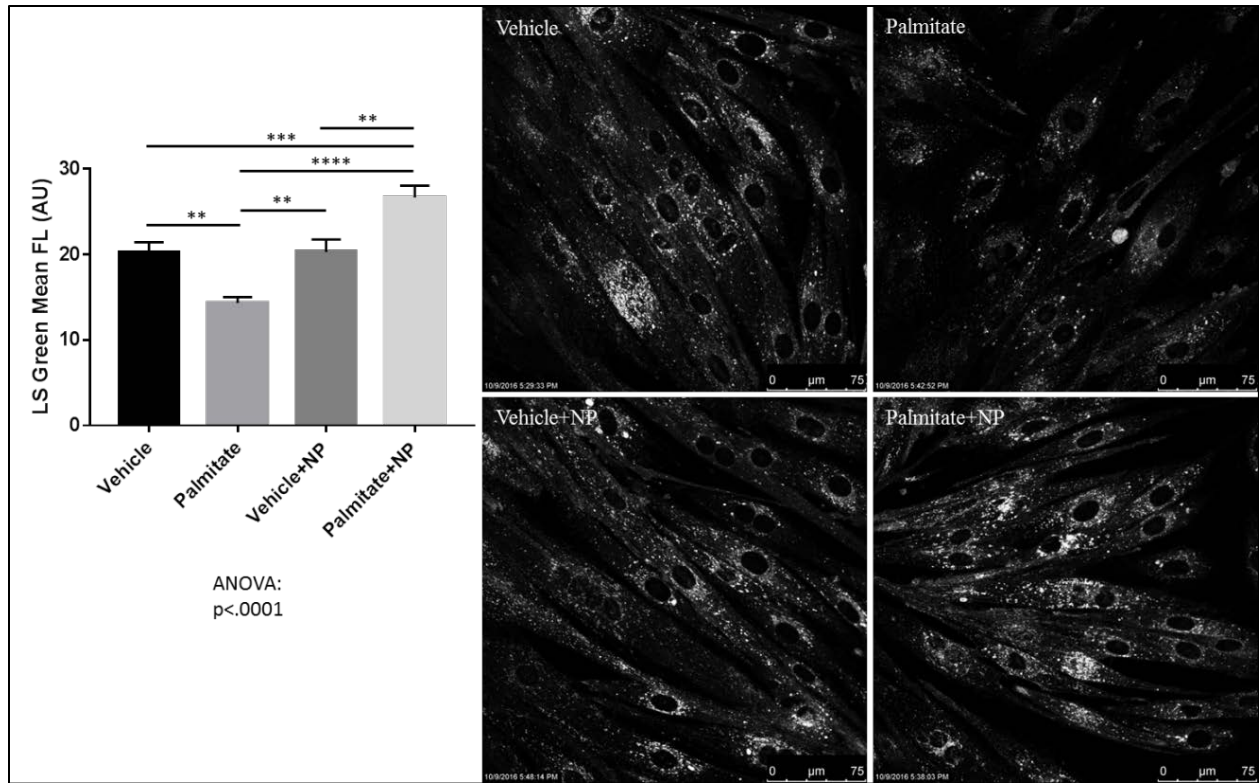 **
***
****
**
**
30
20
10
0
LS Green Mean FL (AU)
Vehicle
Palmitate
Vehicle+NP
Palmitate+NP
ANOVA:
p<.0001
Vehicle
10/9/2016 5:29:33 PM
0 µm 75
Palmitate
10/9/2016 5:42:52 PM
0 µm 75
Vehicle+NP
10/9/2016 5:48:14 PM
0 µm 75
Palmitate+NP
10/9/2016 5:38:03 PM
0 µm 75